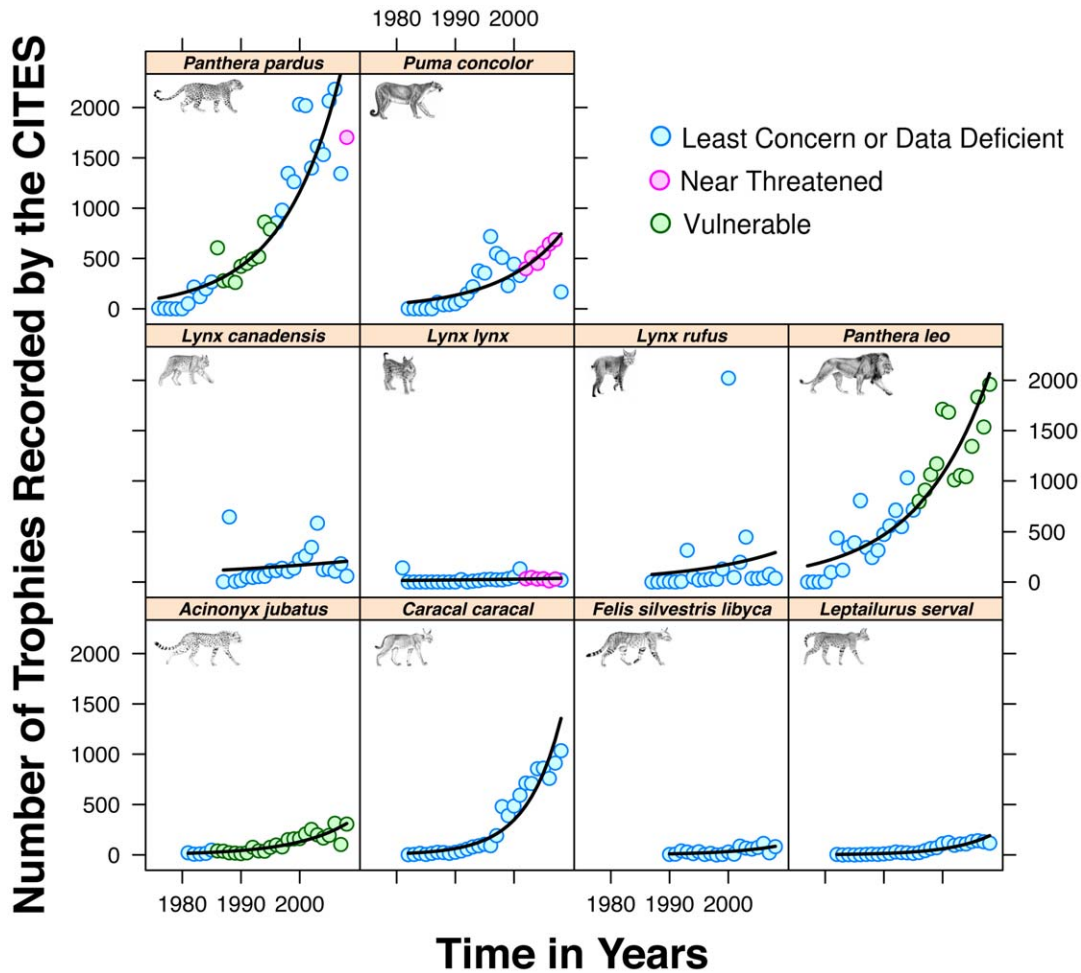 1980 1990 2000
Panthera pardus
Puma concolor
2000
1500
1000
500
0
Least Concern or Data Deficient
Near Threatened
Vulnerable
Lynx canadensis
Lynx lynx
Lynx rufus
Panthera leo
2000
1500
1000
500
0
Acinonyx jubatus
Caracal caracal
Felis silvestris libyca
Leptailurus serval
2000
1500
1000
500
0
1980 1990 2000
1980 1990 2000
Number of Trophies Recorded by the CITES
Time in Years